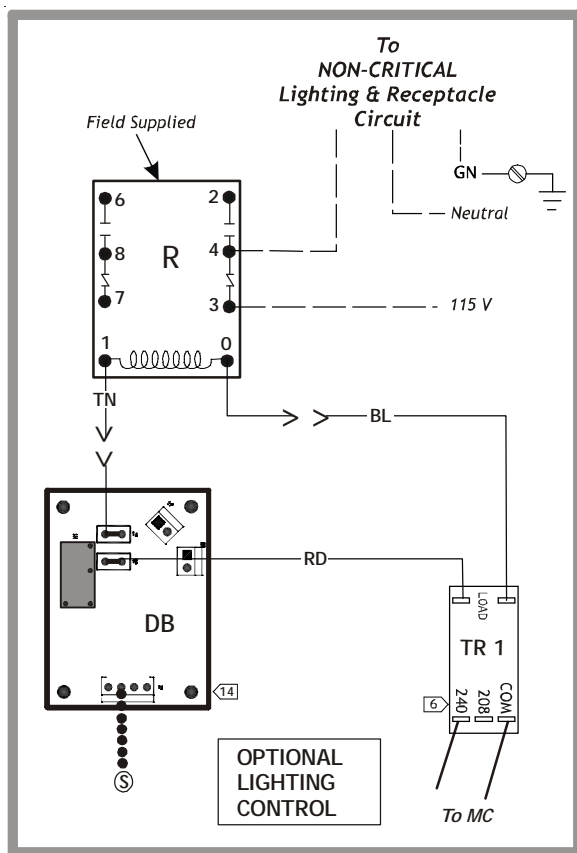 To
NON-CRITICAL
Lighting & Receptacle
Circuit
Field Supplied
GN
Neutral
6
2
8
R
4
7
3
115 V
1
0
TN
BL
RD
DB
LOAD
TR 1
14
6
240
208
COM
S
OPTIONAL
LIGHTING
CONTROL
To MC